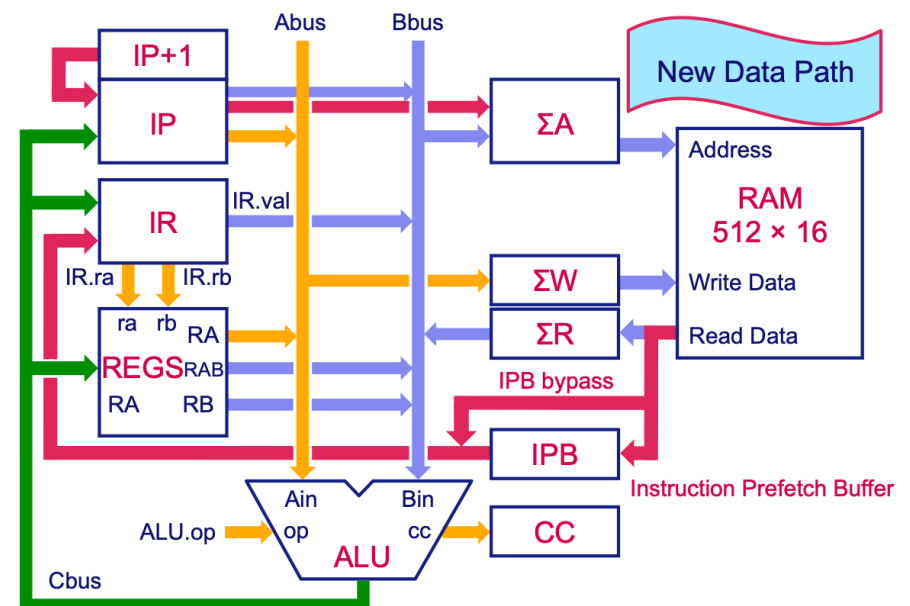 Abus
Bbus
IP+1
New Data Path
IP
ΣA
Address
IR.val
IR
RAM
512 × 16
IR.ra
IR.rb
ΣW
Write Data
ra
rb
RA
ΣR
Read Data
REGS
RAB
IPB bypass
RA
RB
IPB
Instruction Prefetch Buffer
Ain
Bin
ALU.op
op
cc
CC
ALU
Cbus